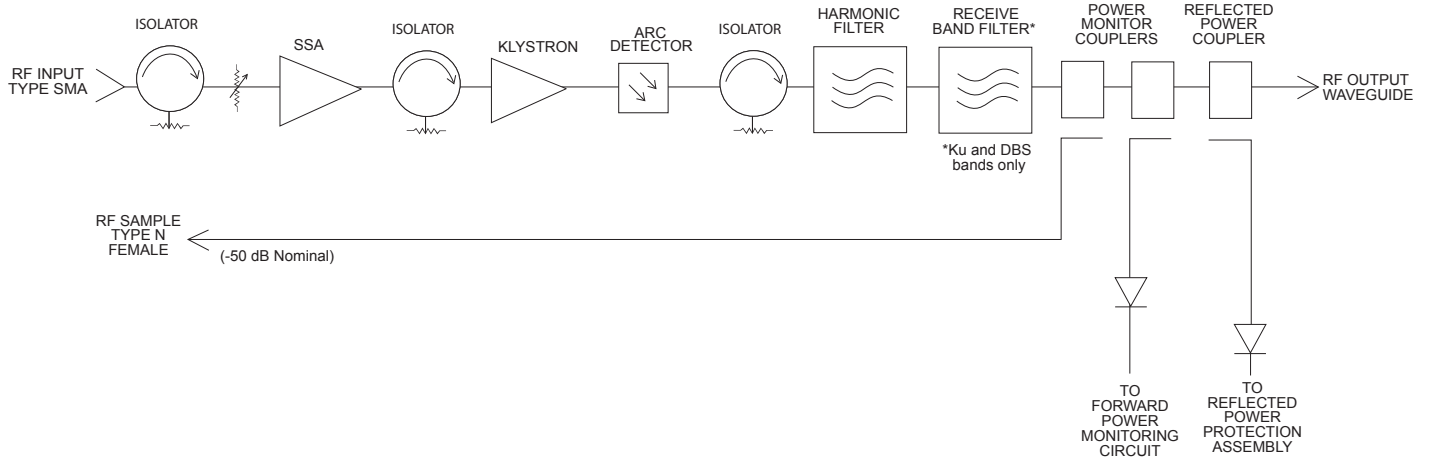 RF INPUT
TYPE SMA
ISOLATOR
SSA
ISOLATOR
KLYSTRON
ARC
DETECTOR
ISOLATOR
HARMONIC
FILTER
RECEIVE
BAND FILTER*
*Ku and DBS
bands only
POWER
MONITOR
COUPLERS
REFLECTED
POWER
COUPLER
RF OUTPUT
WAVEGUIDE
RF SAMPLE
TYPE N
FEMALE
(-50 dB Nominal)
TO
FORWARD
POWER
MONITORING
CIRCUIT
TO
REFLECTED
POWER
PROTECTION
ASSEMBLY